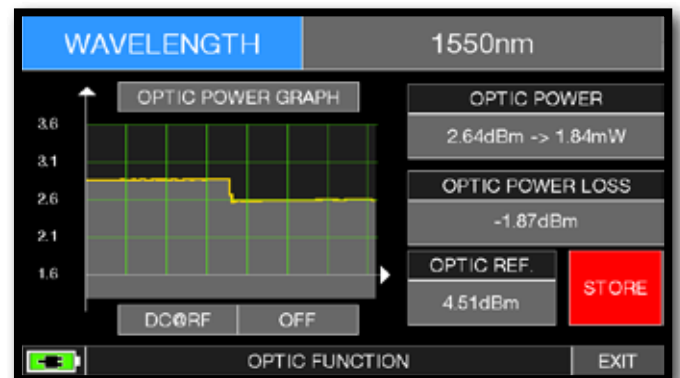 WAVELENGTH 1550nm
OPTIC POWER GRAPH
3.6
3.1
2.6
2.1
1.6
DC@RF OFF
OPTIC POWER
2.64dBm -> 1.84mW
OPTIC POWER LOSS
-1.87dBm
OPTIC REF.
4.51dBm
STORE
OPTIC FUNCTION EXIT